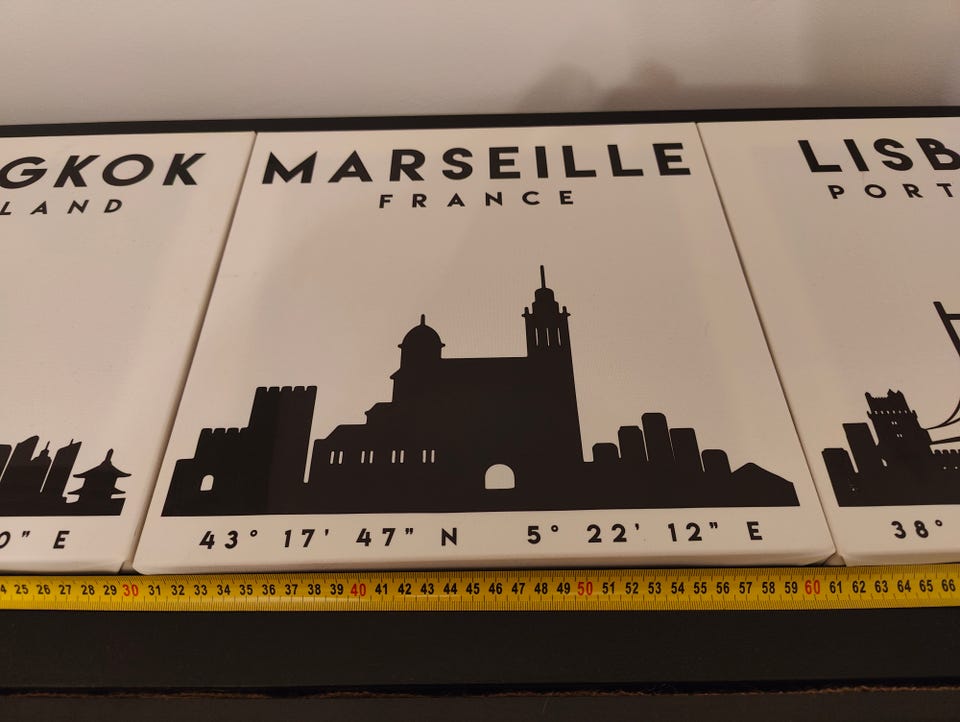 GKOK
LAND
0" E
MARSEILLE
FRANCE
43° 17' 47" N 5° 22' 12" E
LISB
PORT
38°
4 25 26 27 28 29 30 31 32 33 34 35 36 37 38 39 40 41 42 43 44 45 46 47 48 49 50 51 52 53 54 55 56 57 58 59 60 61 62 63 64 65 66